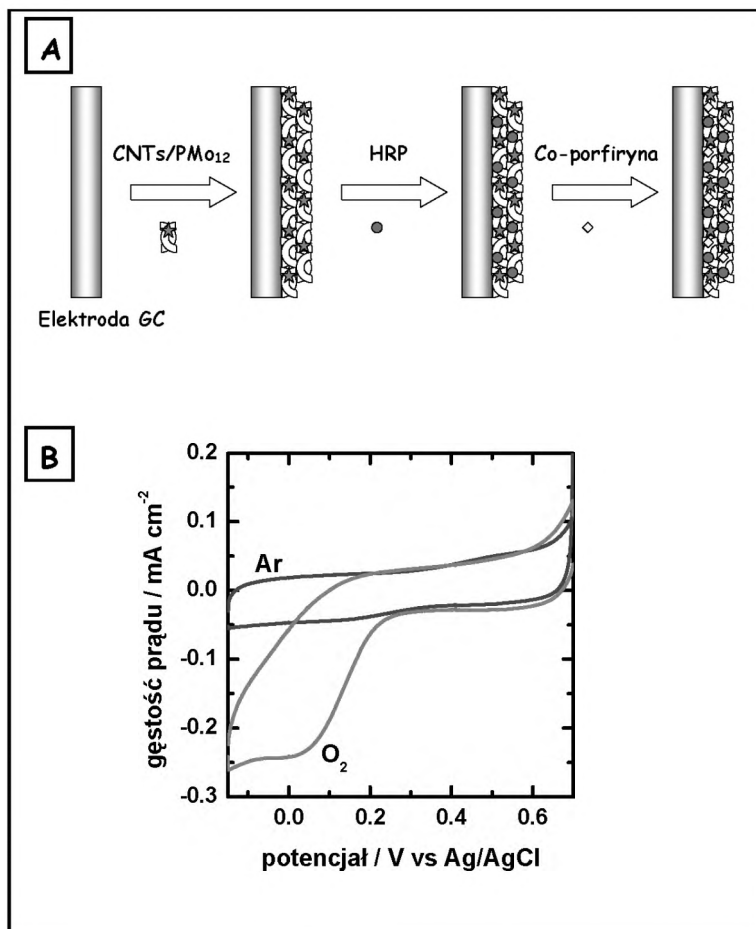 A
CNTs/PMo₁₂
HRP
Co-porfiryna
Elektroda GC
B
gęstość prądu / mA cm⁻²
0.2
0.1
0.0
-0.1
-0.2
-0.3
Ar
O₂
0.0 0.2 0.4 0.6
potencjał / V vs Ag/AgCl